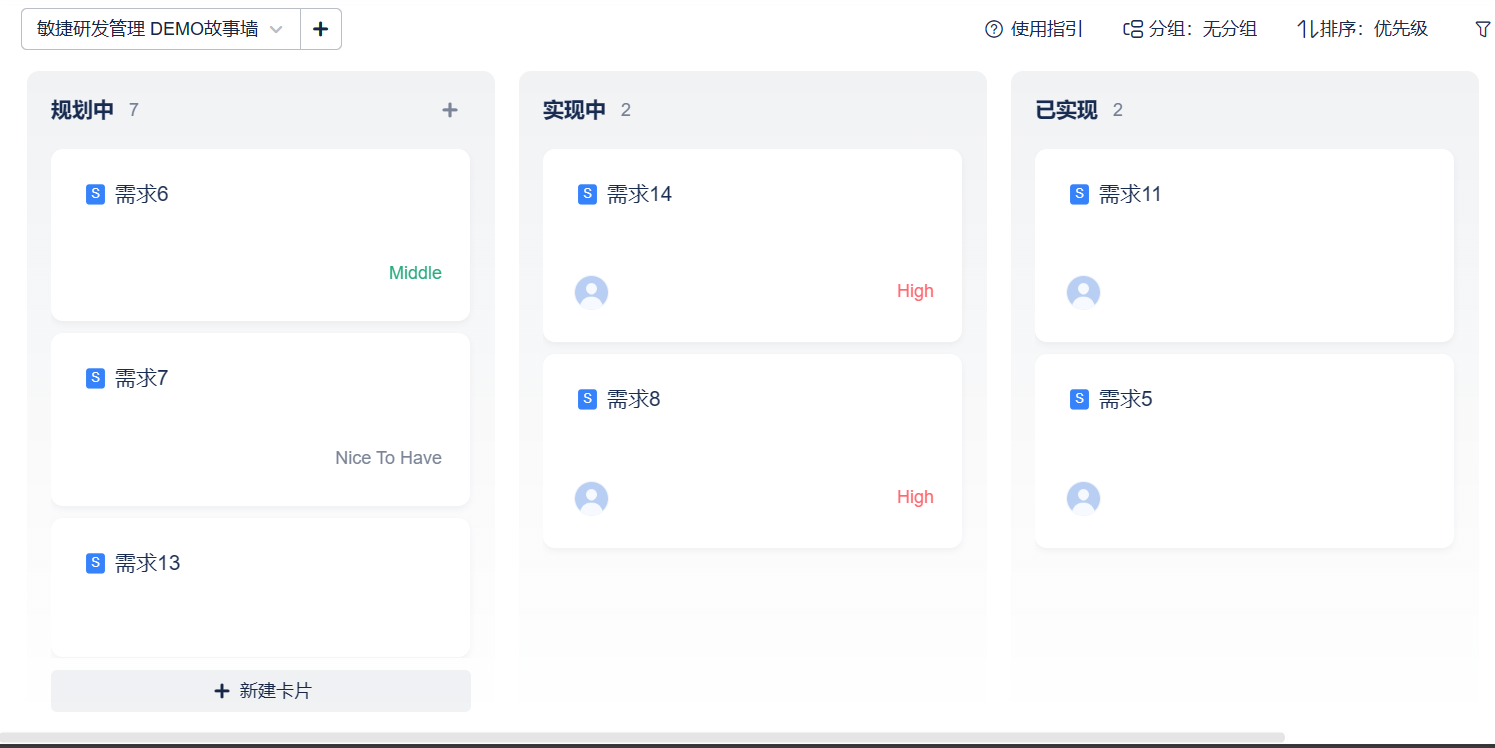 敏捷研发管理 DEMO故事墙
使用指引 分组：无分组 排序：优先级
规划中 7
S 需求6
Middle
S 需求7
Nice To Have
S 需求13
新建卡片
实现中 2
S 需求14
High
S 需求8
High
已实现 2
S 需求11
S 需求5